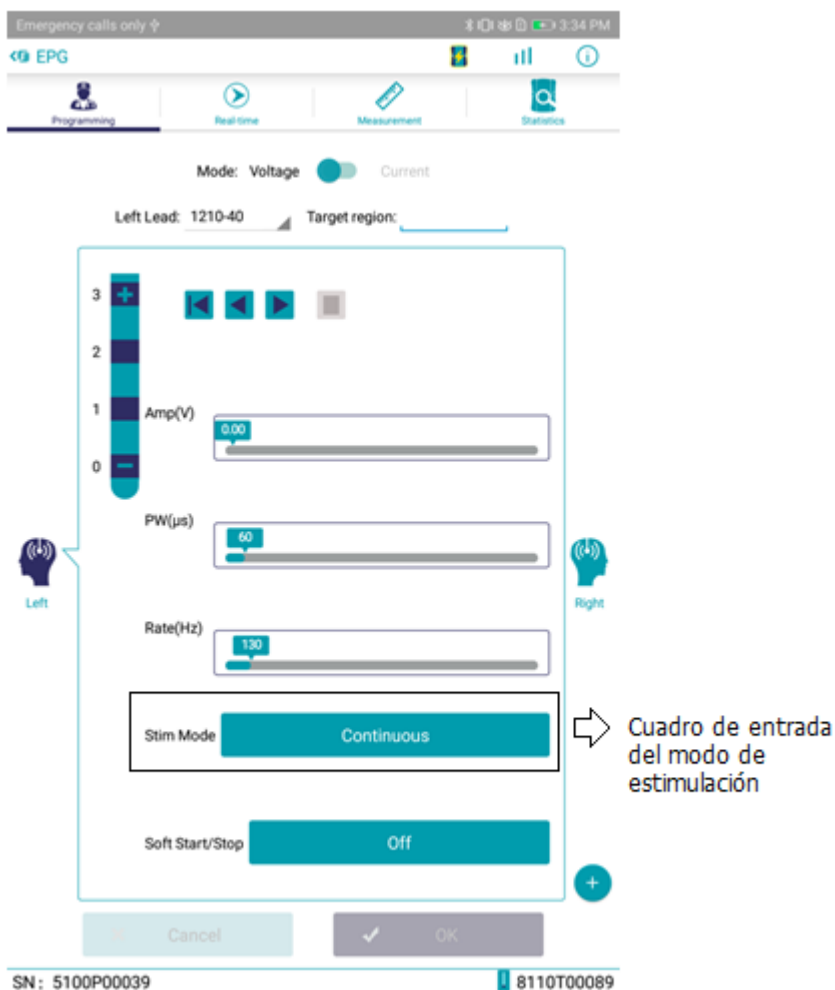 Emergency calls only 3:34 PM
EPG
Programming Real-time Measurement Statistics
Mode: Voltage Current
Left Lead: 1210-40 Target region:
3
2
1
Amp(V)
0.00
0
PW(µs)
60
Left
Right
Rate(Hz)
130
Stim Mode Continuous
Cuadro de entrada
del modo de
estimulación
Soft Start/Stop Off
+
Cancel OK
SN: 5100P00039 8110T00089